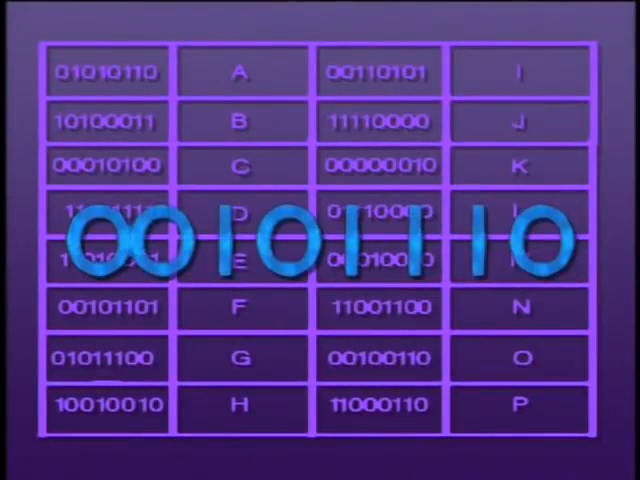 01010110 A 00110101 I
10100011 B 11110000 J
00010100 C 00000010 K
D L
00101110
E
00101101 F 11001100 N
01011100 G 00100110 O
10010010 H 11000110 P